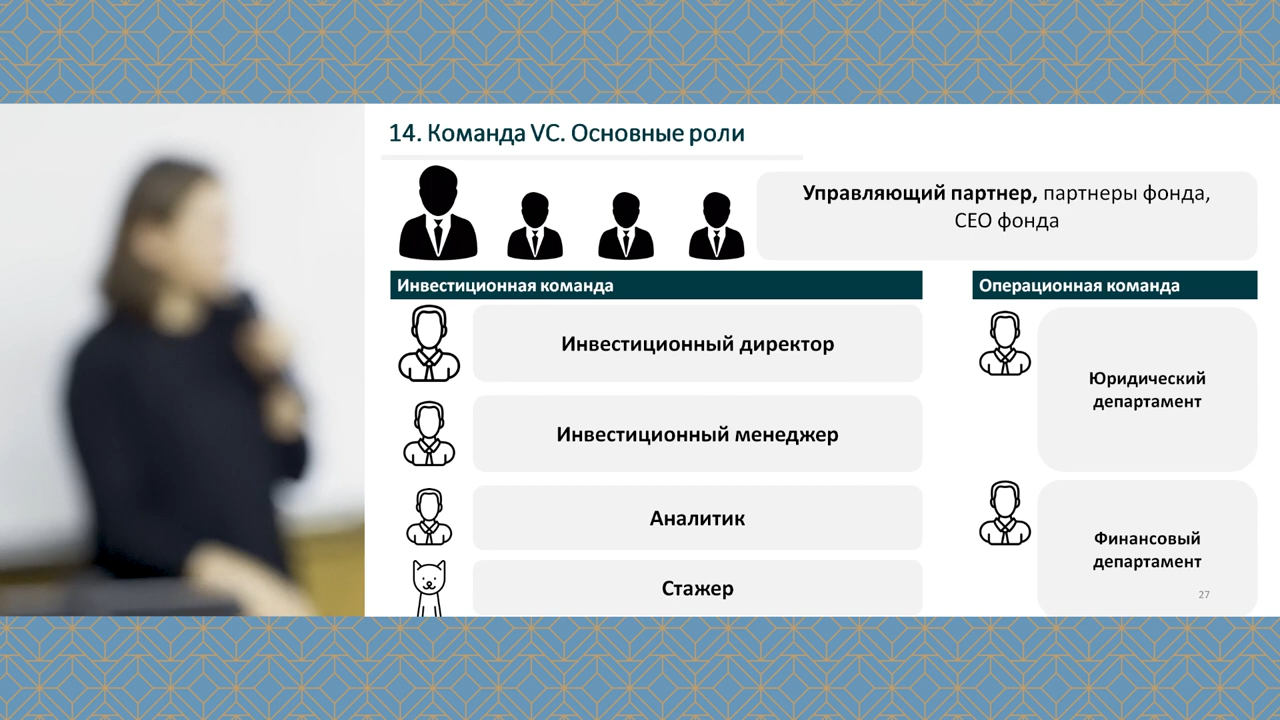 14. Команда VC. Основные роли
Управляющий партнер, партнеры фонда,
CEO фонда
Инвестиционная команда
Операционная команда
Инвестиционный директор
Инвестиционный менеджер
Аналитик
Стажер
Юридический
департамент
Финансовый
департамент
27